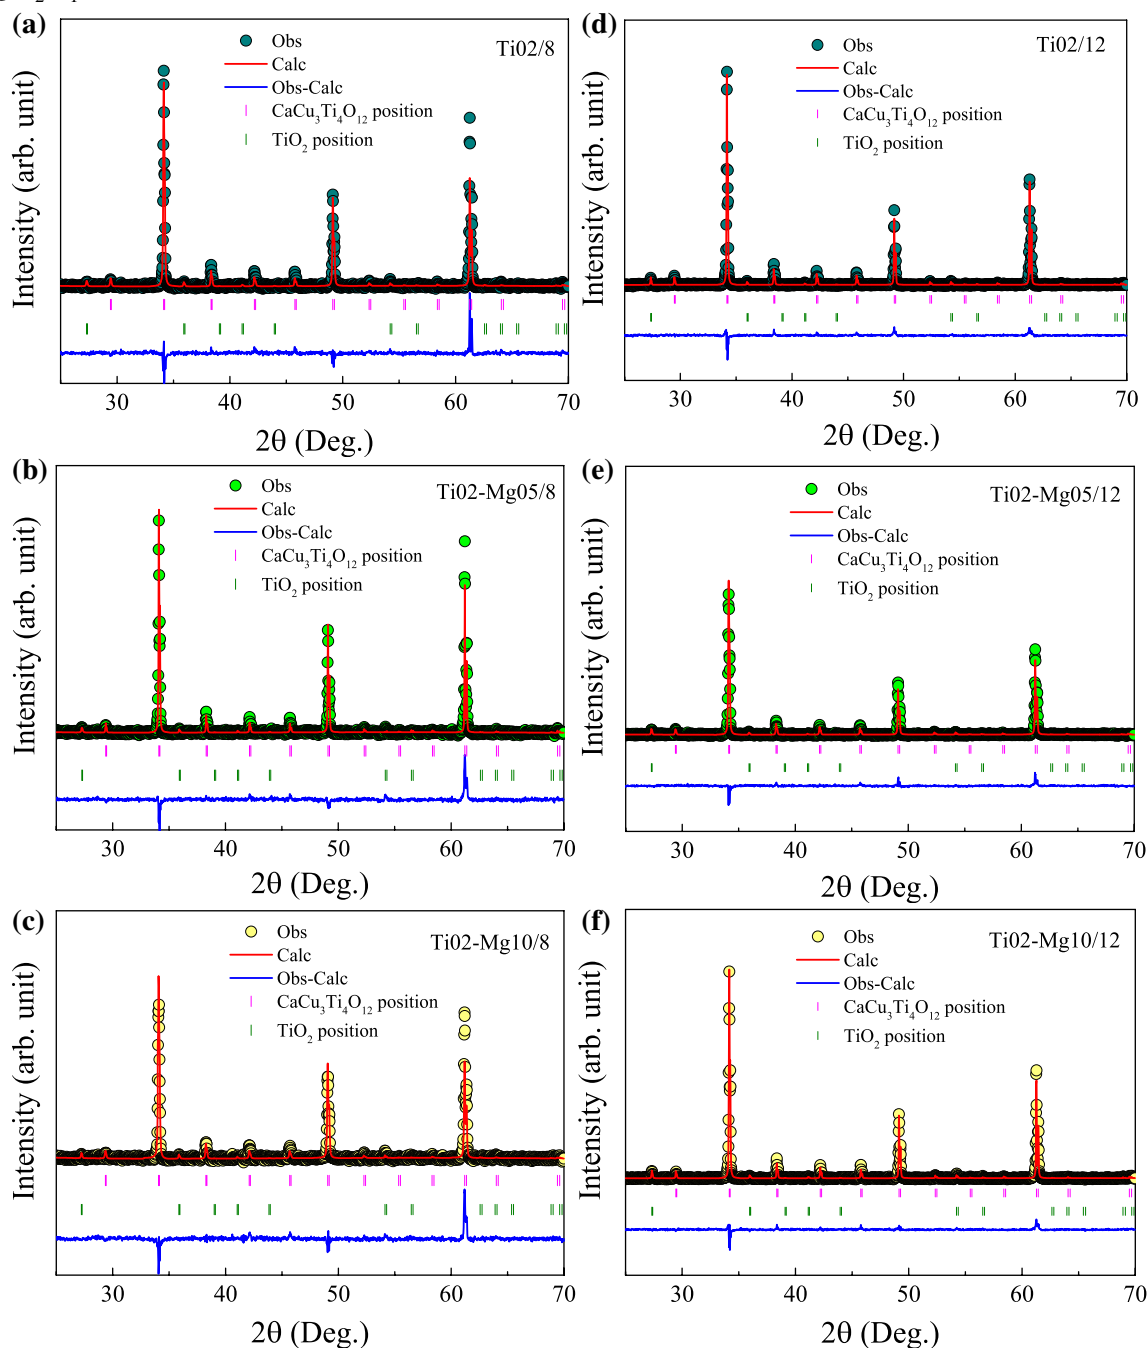 (a)
Obs
Calc
Obs-Calc
CaCu3Ti4O12 position
TiO2 position
Ti02/8
Intensity (arb. unit)
30 40 50 60 70
2θ (Deg.)
(d)
Obs
Calc
Obs-Calc
CaCu3Ti4O12 position
TiO2 position
Ti02/12
Intensity (arb. unit)
30 40 50 60 70
2θ (Deg.)
(b)
Obs
Calc
Obs-Calc
CaCu3Ti4O12 position
TiO2 position
Ti02-Mg05/8
Intensity (arb. unit)
30 40 50 60 70
2θ (Deg.)
(e)
Obs
Calc
Obs-Calc
CaCu3Ti4O12 position
TiO2 position
Ti02-Mg05/12
Intensity (arb. unit)
30 40 50 60 70
2θ (Deg.)
(c)
Obs
Calc
Obs-Calc
CaCu3Ti4O12 position
TiO2 position
Ti02-Mg10/8
Intensity (arb. unit)
30 40 50 60 70
2θ (Deg.)
(f)
Obs
Calc
Obs-Calc
CaCu3Ti4O12 position
TiO2 position
Ti02-Mg10/12
Intensity (arb. unit)
30 40 50 60 70
2θ (Deg.)